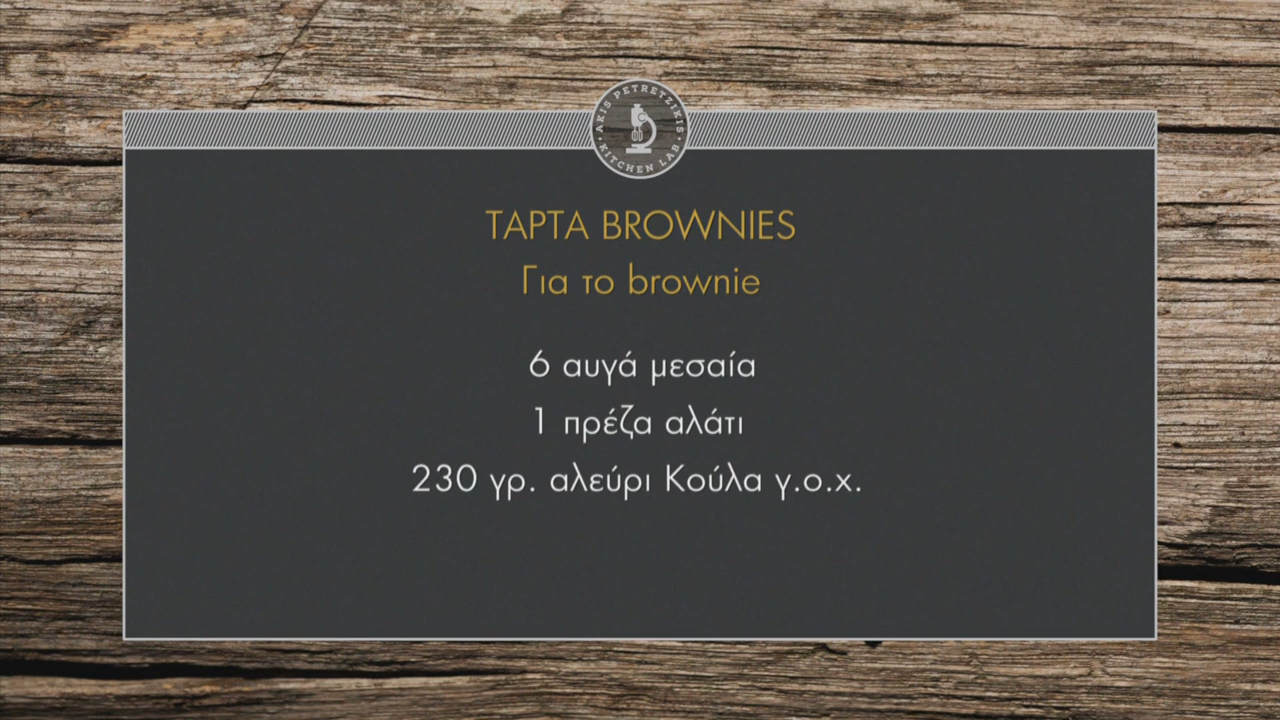 AKIS PETRETZIKIS
KITCHEN LAB
ΤΑΡΤΑ BROWNIES
Για το brownie
6 αυγά μεσαία
1 πρέζα αλάτι
230 γρ. αλεύρι Κούλα γ.ο.χ.